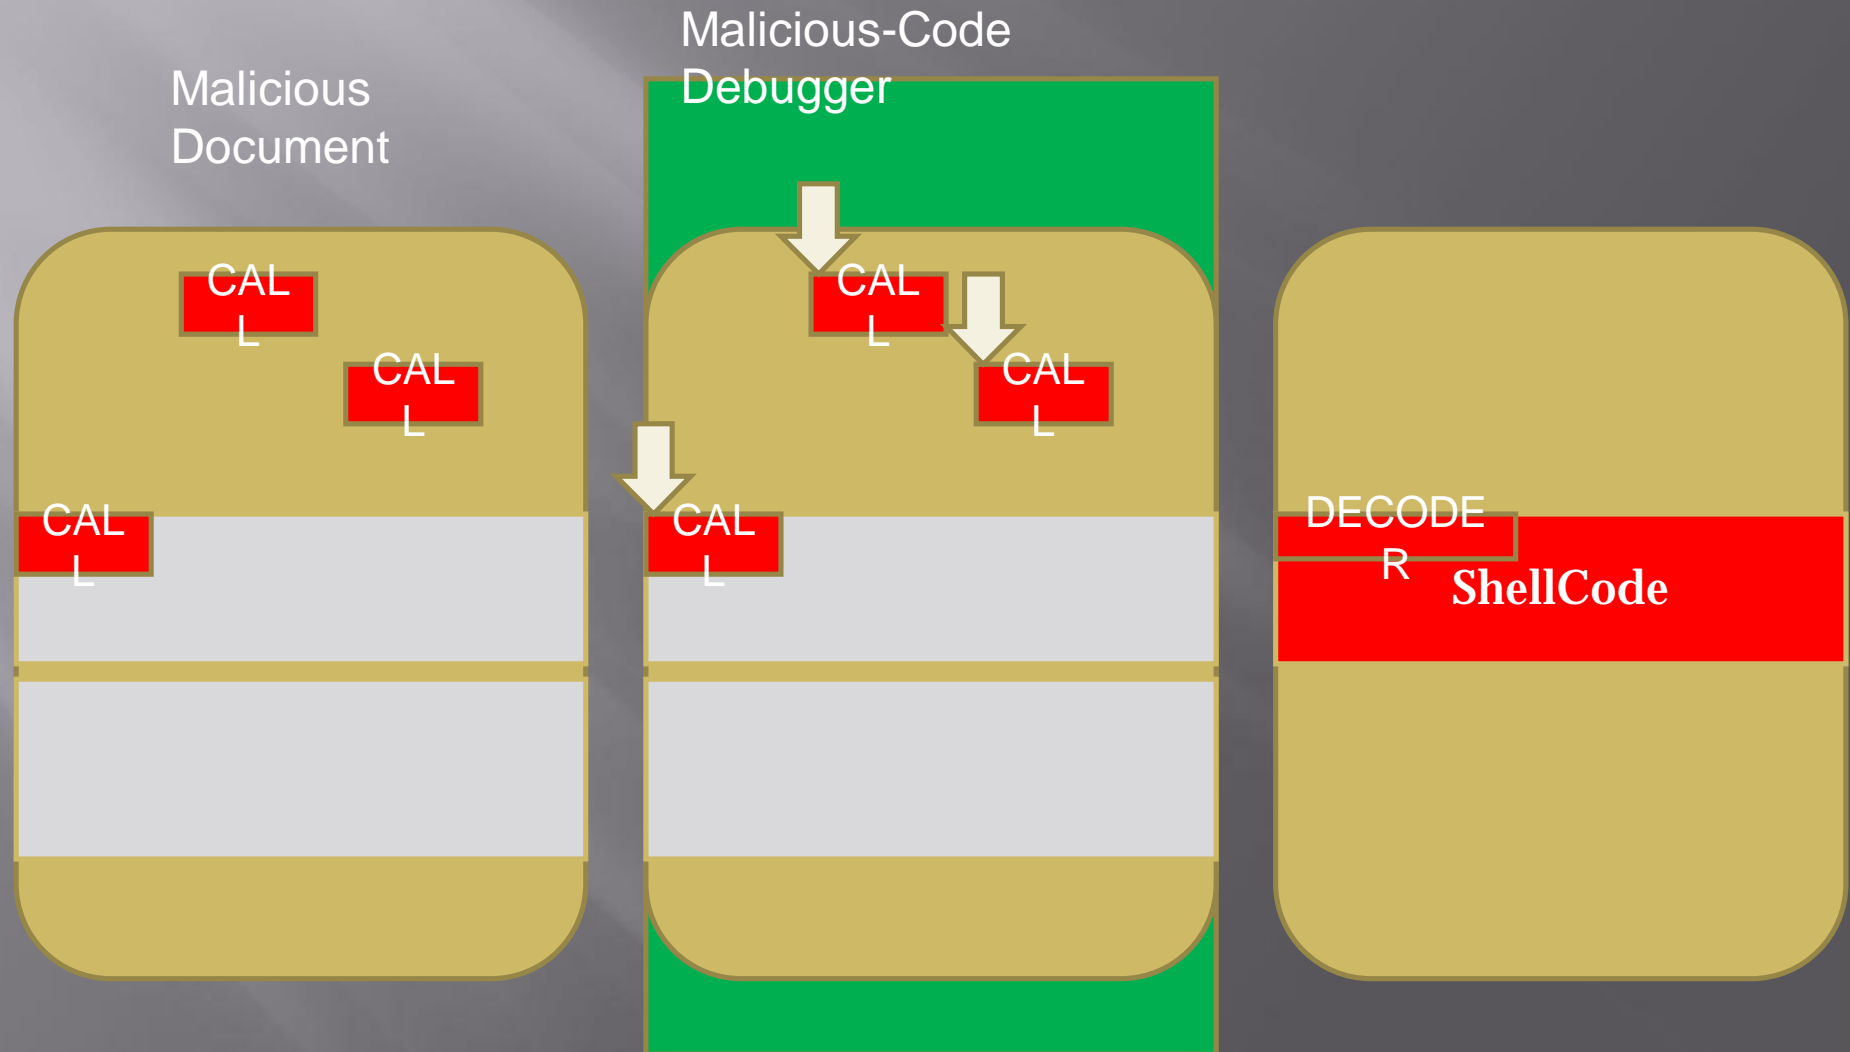 Malicious
Document
CAL
L
CAL
L
CAL
L
Malicious-Code
Debugger
CAL
L
CAL
L
CAL
L
DECODE
R
ShellCode